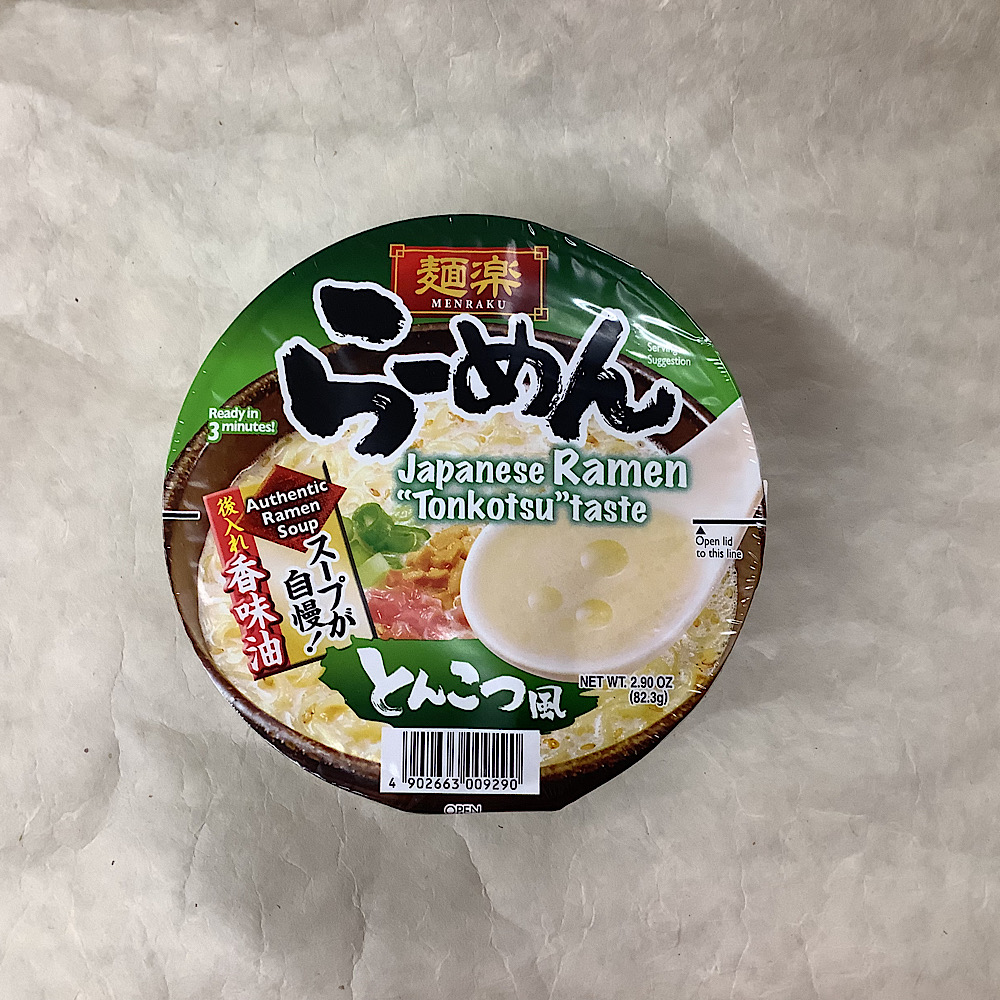 麺楽
MENRAKU
らーめん
Serving
Suggestion
Ready in
3 minutes!
Japanese Ramen
“Tonkotsu” taste
Authentic
Ramen
Soup
後入れ香味油
スープが
自慢！
Open lid
to this line
とんこつ風
NET WT. 2.90 OZ
(82.3g)
4 902663 009290
OPEN